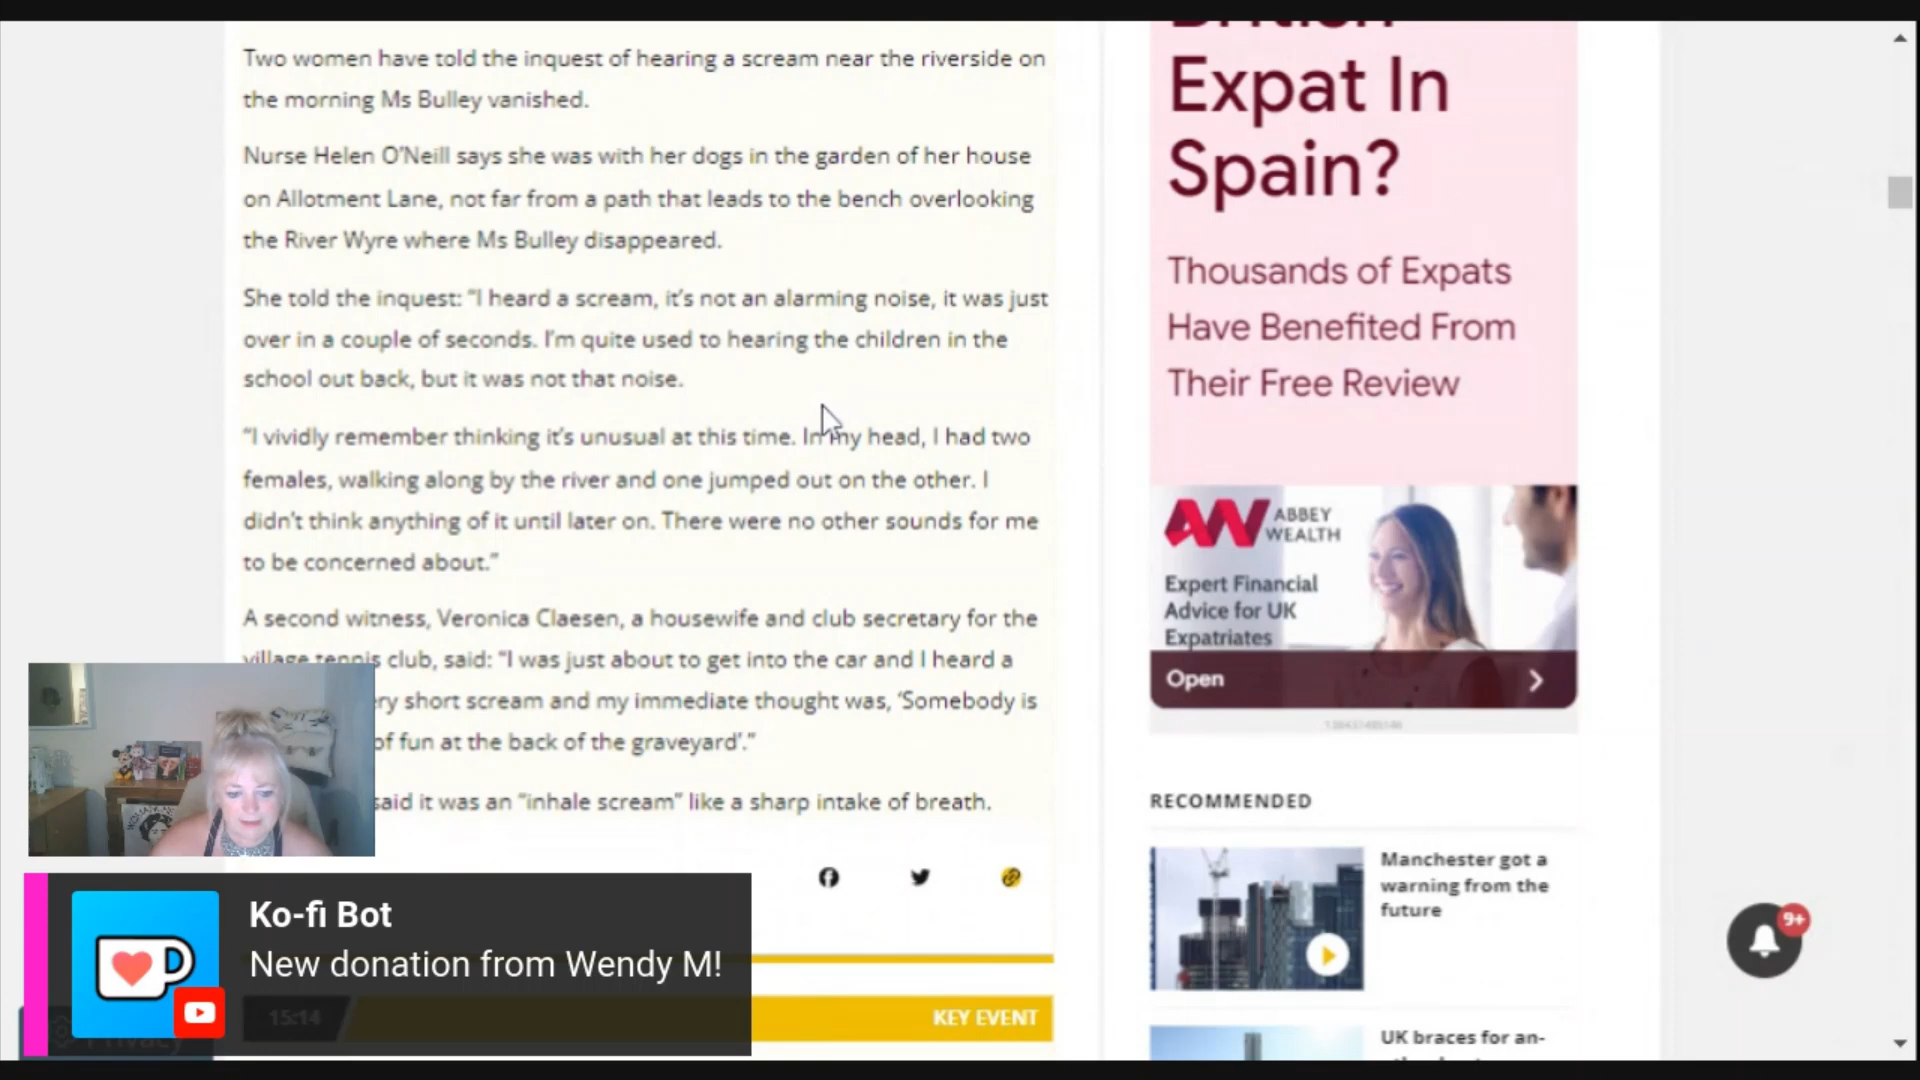 Two women have told the inquest of hearing a scream near the riverside on
the morning Ms Bulley vanished.
Nurse Helen O’Neill says she was with her dogs in the garden of her house
on Allotment Lane, not far from a path that leads to the bench overlooking
the River Wyre where Ms Bulley disappeared.
She told the inquest: “I heard a scream, it’s not an alarming noise, it was just
over in a couple of seconds. I’m quite used to hearing the children in the
school out back, but it was not that noise.
“I vividly remember thinking it’s unusual at this time. In my head, I had two
females, walking along by the river and one jumped out on the other. I
didn’t think anything of it until later on. There were no other sounds for me
to be concerned about.”
A second witness, Veronica Claesen, a housewife and club secretary for the
village tennis club, said: “I was just about to get into the car and I heard a
ry short scream and my immediate thought was, ‘Somebody is
of fun at the back of the graveyard’.”
said it was an “inhale scream” like a sharp intake of breath.
Ko-fi Bot
New donation from Wendy M!
15:14
KEY EVENT
Privacy
British
Expat In
Spain?
Thousands of Expats
Have Benefited From
Their Free Review
ABBEY
WEALTH
Expert Financial
Advice for UK
Expatriates
Open
RECOMMENDED
Manchester got a
warning from the
future
UK braces for an-
9+